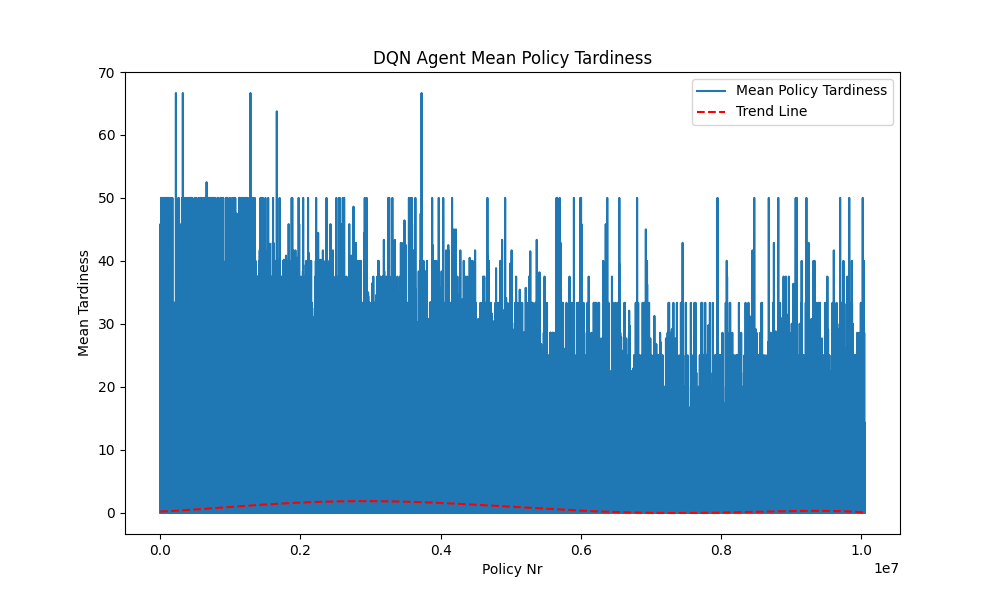 DQN Agent Mean Policy Tardiness
Mean Policy Tardiness
Trend Line
Mean Tardiness
70
60
50
40
30
20
10
0
0.0 0.2 0.4 0.6 0.8 1.0
1e7
Policy Nr